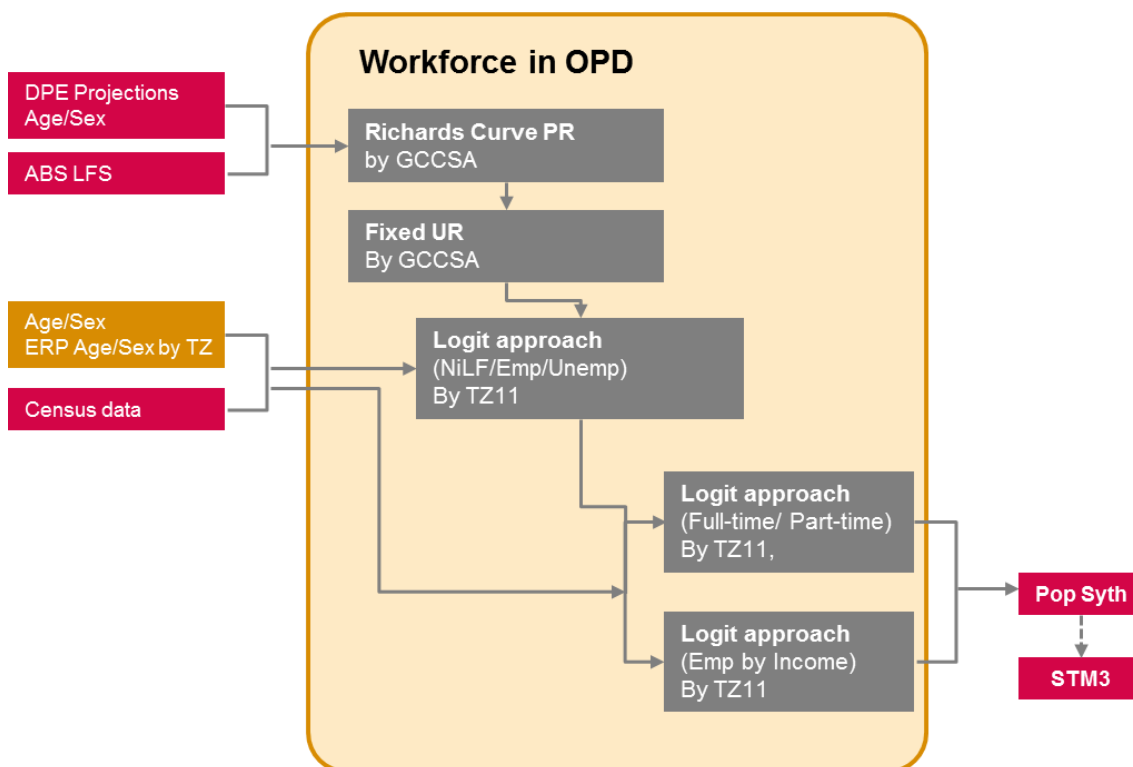 Workforce in OPD
DPE Projections
Age/Sex
ABS LFS
Richards Curve PR
by GCCSA
Fixed UR
By GCCSA
Age/Sex
ERP Age/Sex by TZ
Census data
Logit approach
(NiLF/Emp/Unemp)
By TZ11
Logit approach
(Full-time/ Part-time)
By TZ11,
Logit approach
(Emp by Income)
By TZ11
Pop Syth
STM3